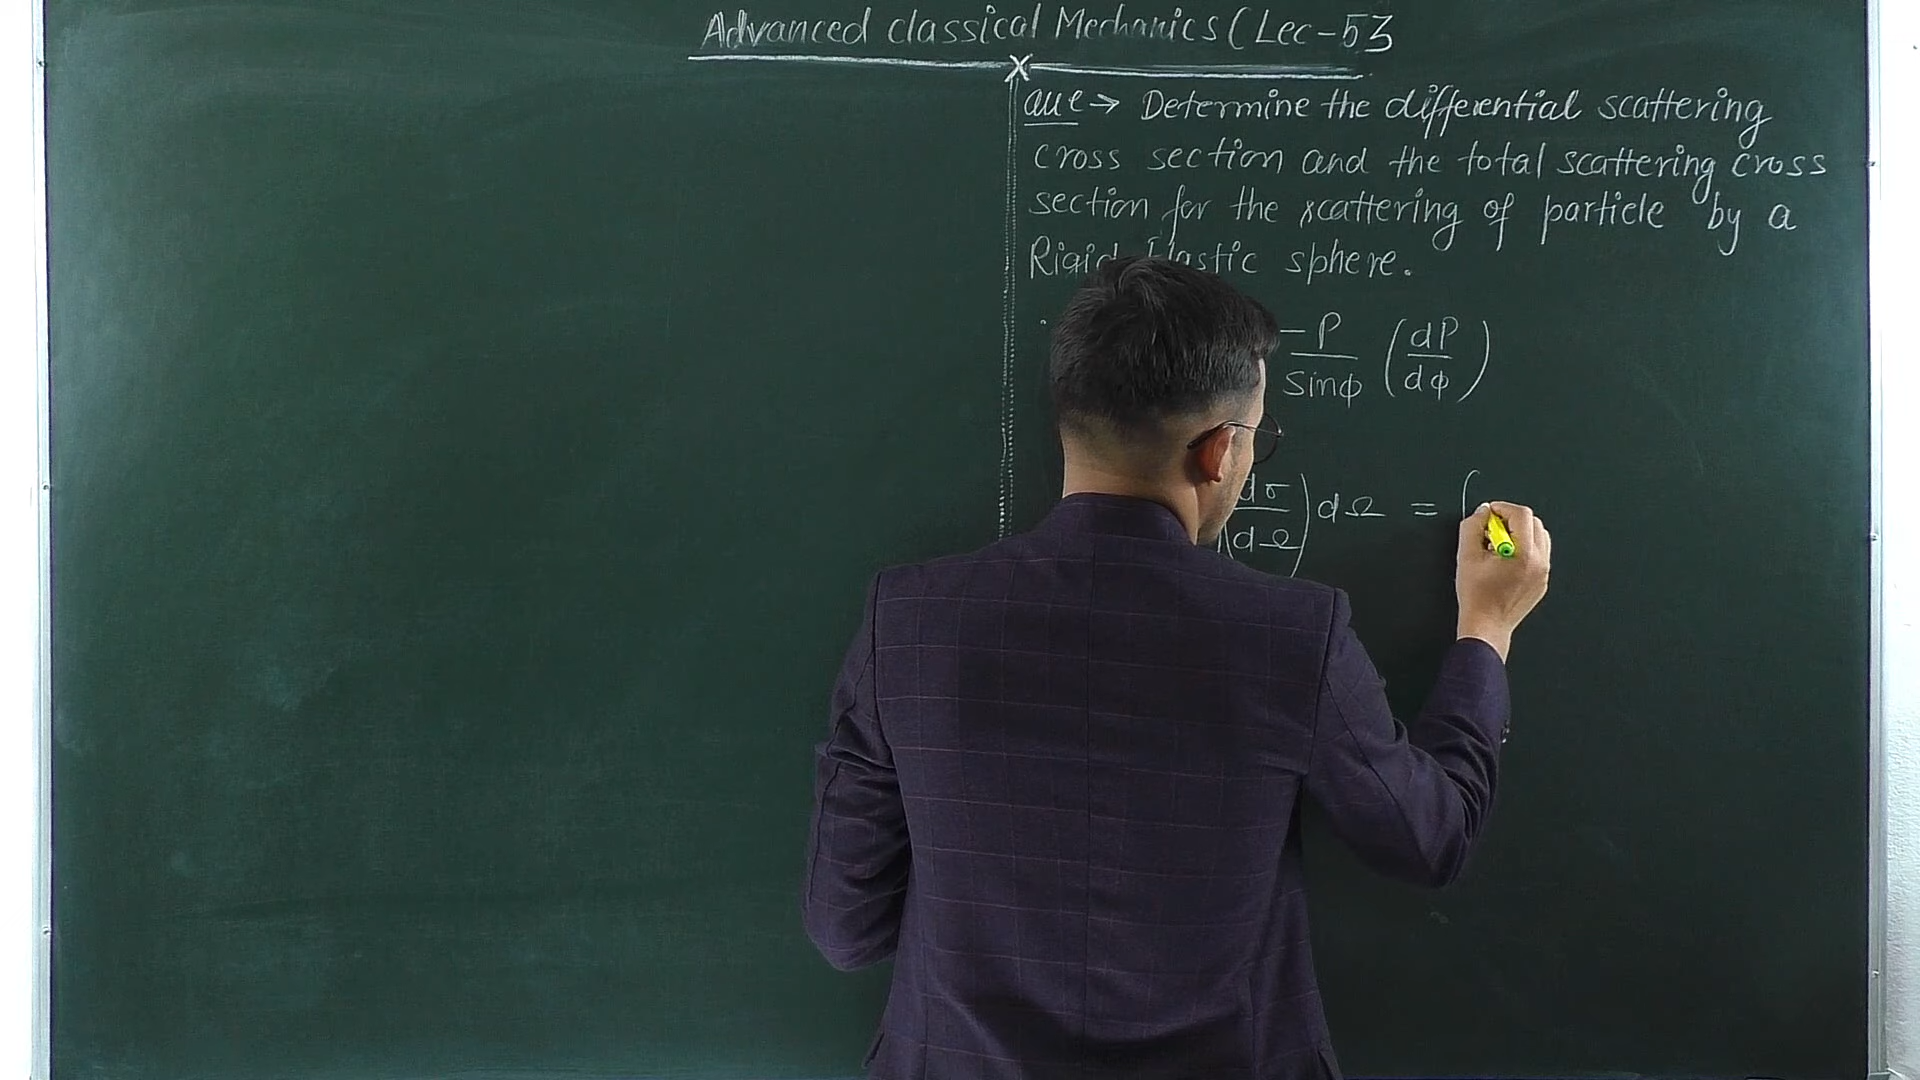 Advanced classical Mechanics (Lec-53
Que → Determine the differential scattering
cross section and the total scattering cross
section for the scattering of particle by a
Rigid Elastic sphere.
-P/sinφ (dP/dφ)
(dσ/dΩ) dΩ = (